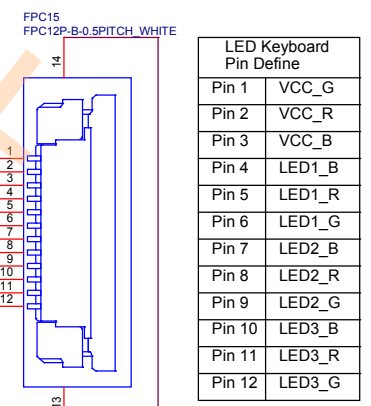 FPC15
FPC12P-B-0.5PITCH_WHITE
14
1
2
3
4
5
6
7
8
9
10
11
12
13
LED Keyboard
Pin Define
Pin 1 VCC_G
Pin 2 VCC_R
Pin 3 VCC_B
Pin 4 LED1_B
Pin 5 LED1_R
Pin 6 LED1_G
Pin 7 LED2_B
Pin 8 LED2_R
Pin 9 LED2_G
Pin 10 LED3_B
Pin 11 LED3_R
Pin 12 LED3_G